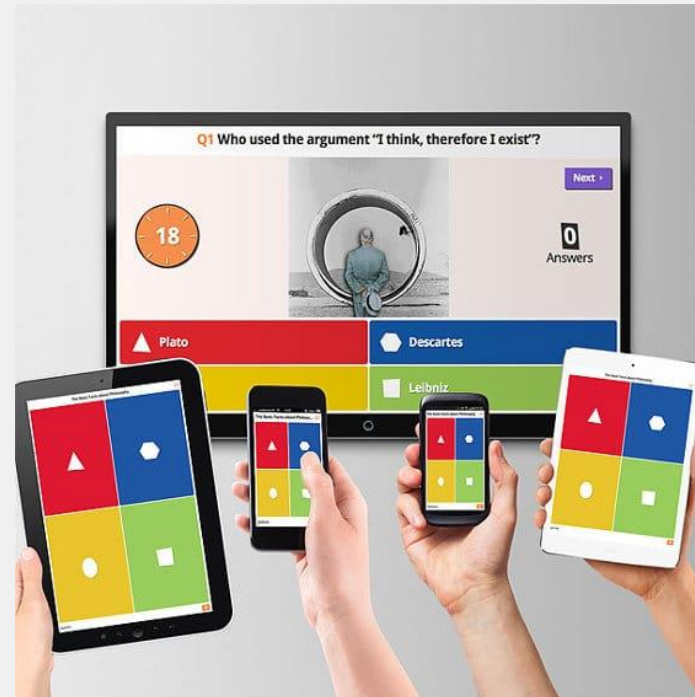 Q1 Who used the argument “I think, therefore I exist”?
Next ›
18
0
Answers
Plato
Descartes
Leibniz
The Basic Facts about Philosophy